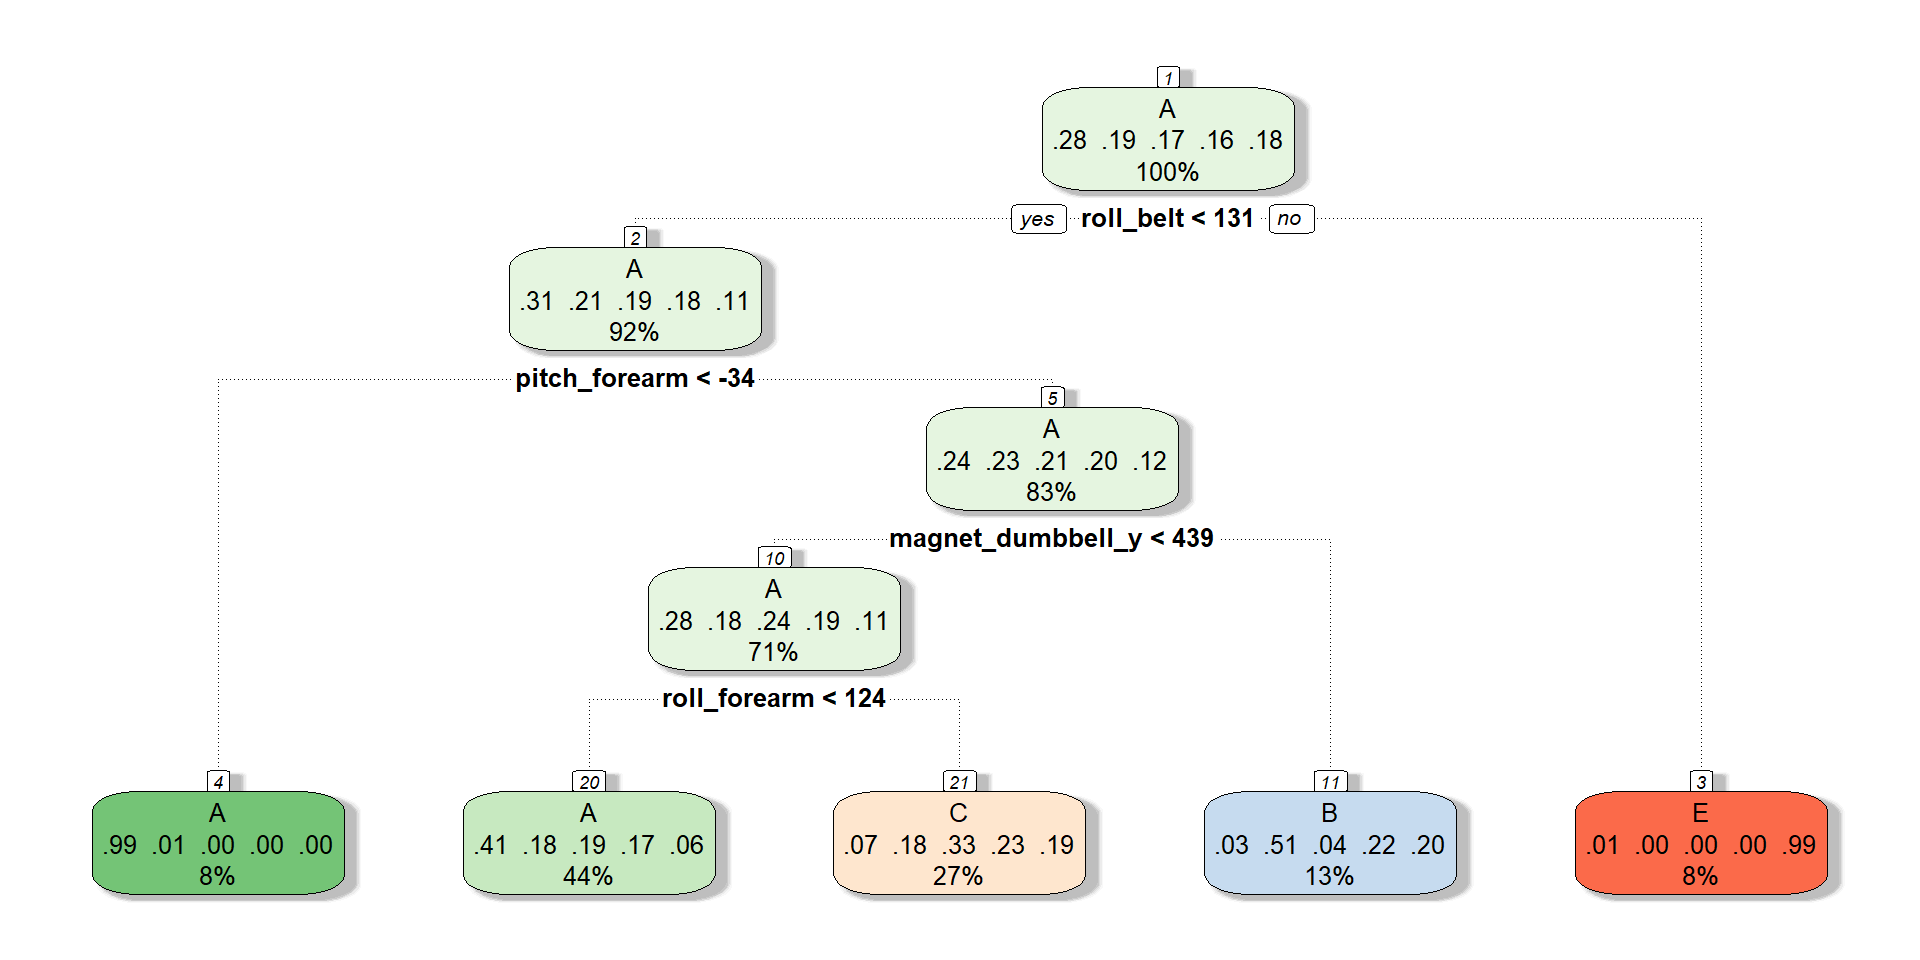 1
A
.28 .19 .17 .16 .18
100%
yes roll_belt < 131 no
2
A
.31 .21 .19 .18 .11
92%
pitch_forearm < -34
5
A
.24 .23 .21 .20 .12
83%
magnet_dumbbell_y < 439
10
A
.28 .18 .24 .19 .11
71%
roll_forearm < 124
4
A
.99 .01 .00 .00 .00
8%
20
A
.41 .18 .19 .17 .06
44%
21
C
.07 .18 .33 .23 .19
27%
11
B
.03 .51 .04 .22 .20
13%
3
E
.01 .00 .00 .00 .99
8%